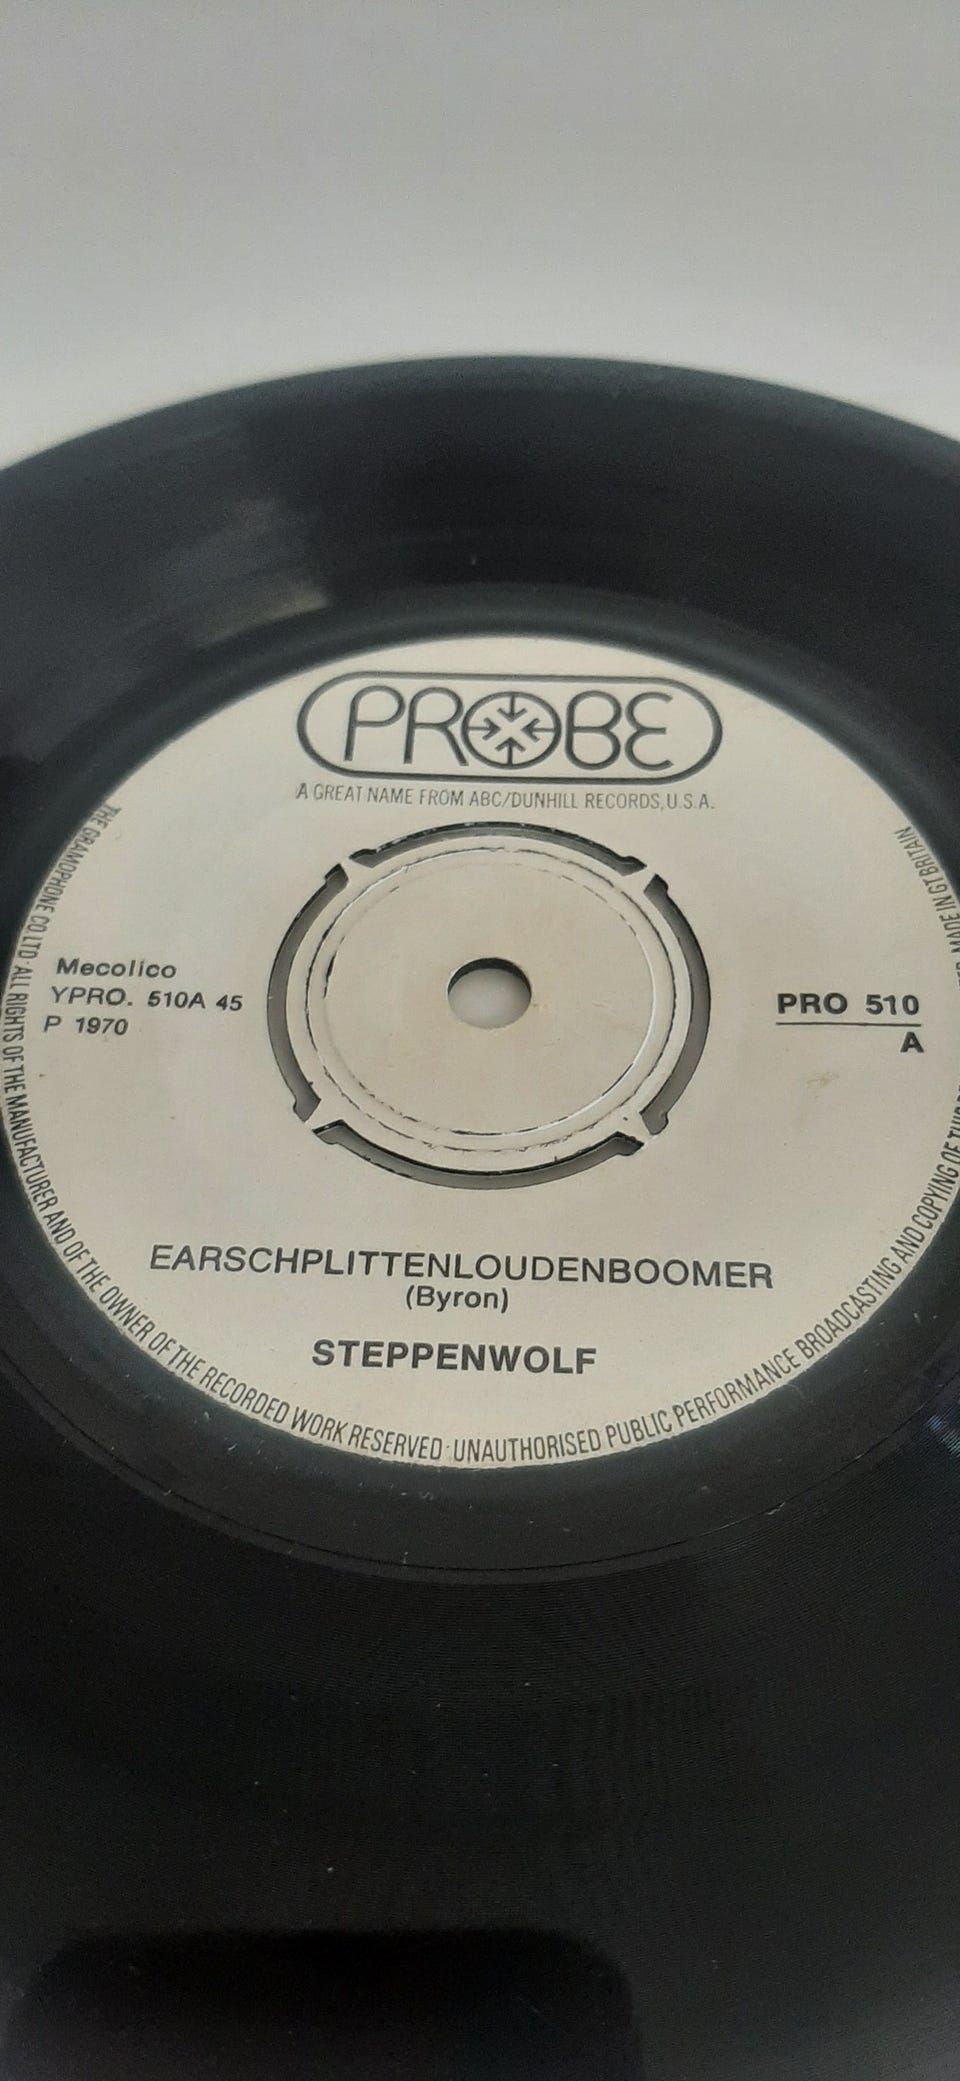 PROBE
A GREAT NAME FROM ABC/DUNHILL RECORDS, U.S.A.
Mecolico
YPRO. 510A 45
P 1970
PRO 510
A
EARSCHPLITTENLOUDENBOOMER
(Byron)
STEPPENWOLF
THE GRAMOPHONE CO. LTD · ALL RIGHTS OF THE MANUFACTURER AND OF THE OWNER OF THE RECORDED WORK RESERVED · UNAUTHORISED PUBLIC PERFORMANCE BROADCASTING AND COPYING OF MADE IN GT BRITAIN